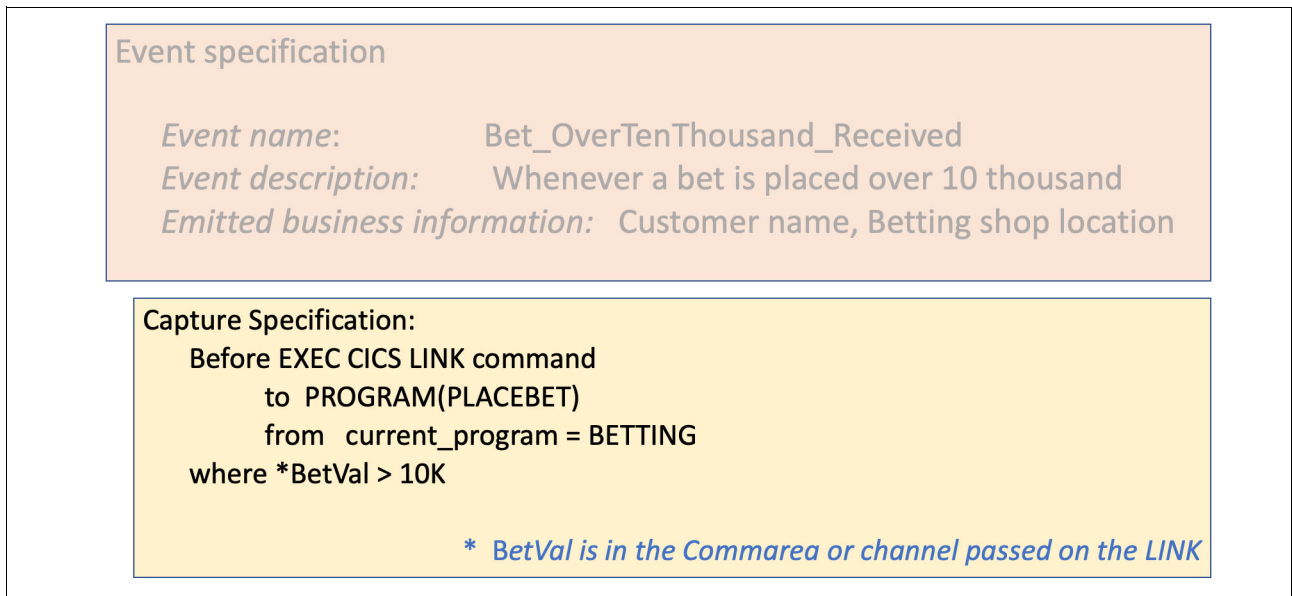 Event specification
Event name: Bet_OverTenThousand_Received
Event description: Whenever a bet is placed over 10 thousand
Emitted business information: Customer name, Betting shop location
Capture Specification:
Before EXEC CICS LINK command
to PROGRAM(PLACEBET)
from current_program = BETTING
where *BetVal > 10K
* BetVal is in the Commarea or channel passed on the LINK